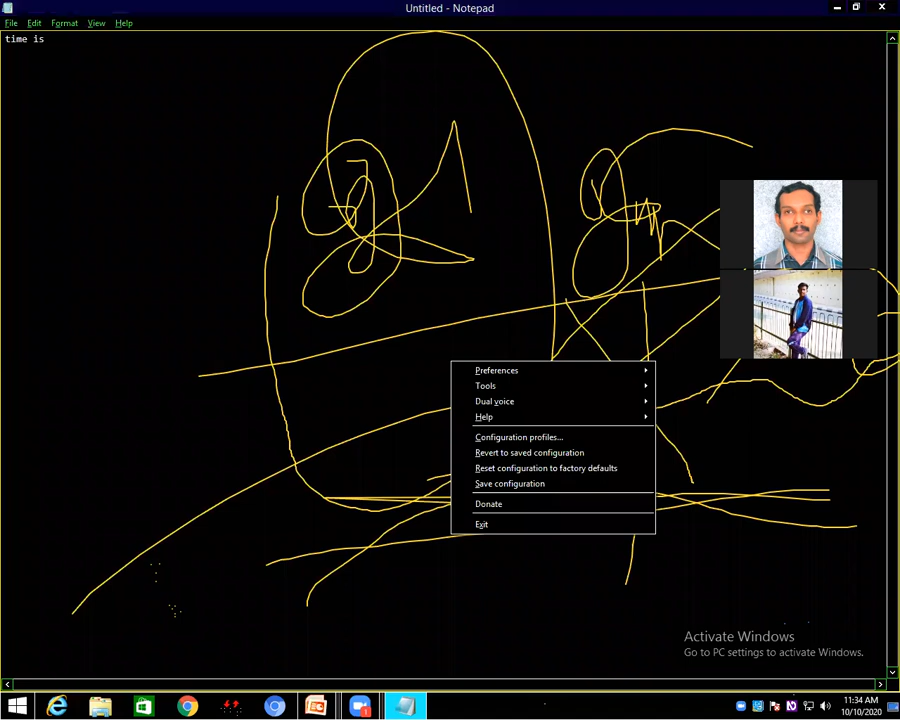 Untitled - Notepad
File Edit Format View Help
time is
Preferences
Tools
Dual voice
Help
Configuration profiles...
Revert to saved configuration
Reset configuration to factory defaults
Save configuration
Donate
Exit
Activate Windows
Go to PC settings to activate Windows.
11:34 AM
10/10/2020